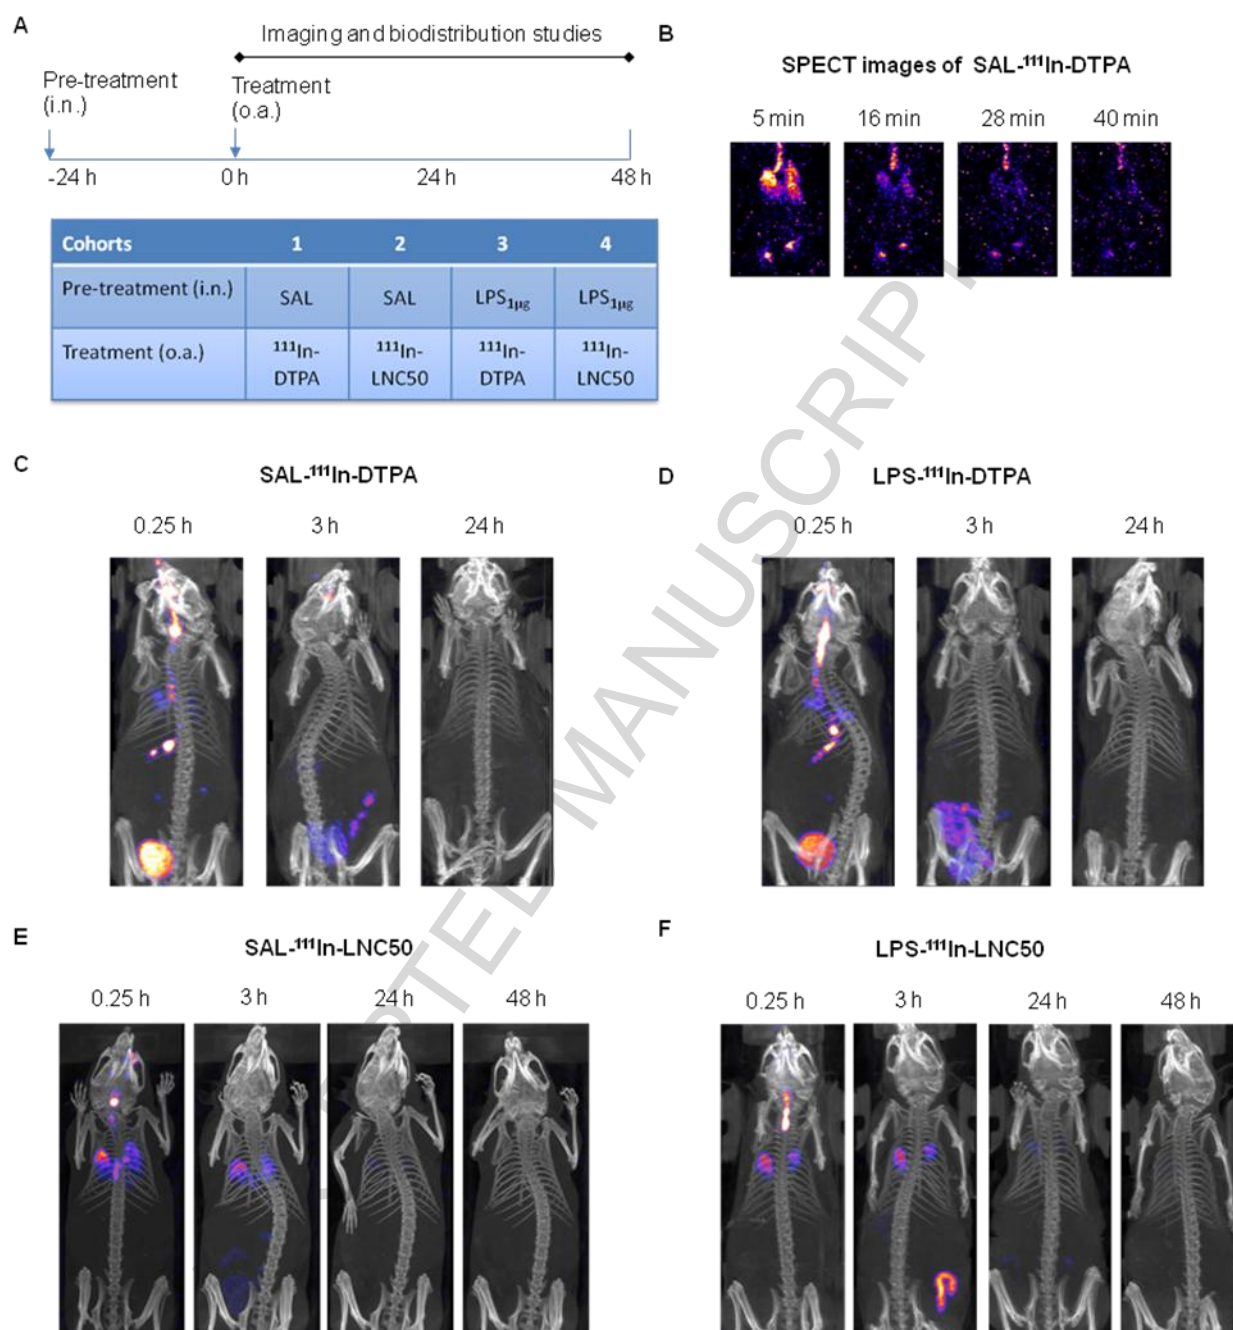 A
Imaging and biodistribution studies
Pre-treatment
(i.n.)
Treatment
(o.a.)
-24 h
0 h
24 h
48 h
Cohorts 1 2 3 4
Pre-treatment (i.n.) SAL SAL LPS1µg LPS1µg
Treatment (o.a.) ¹¹¹In-DTPA ¹¹¹In-LNC50 ¹¹¹In-DTPA ¹¹¹In-LNC50
B
SPECT images of SAL-¹¹¹In-DTPA
5 min 16 min 28 min 40 min
C
SAL-¹¹¹In-DTPA
0.25 h 3 h 24 h
D
LPS-¹¹¹In-DTPA
0.25 h 3 h 24 h
E
SAL-¹¹¹In-LNC50
0.25 h 3 h 24 h 48 h
F
LPS-¹¹¹In-LNC50
0.25 h 3 h 24 h 48 h
PTED MANUSCRIPT